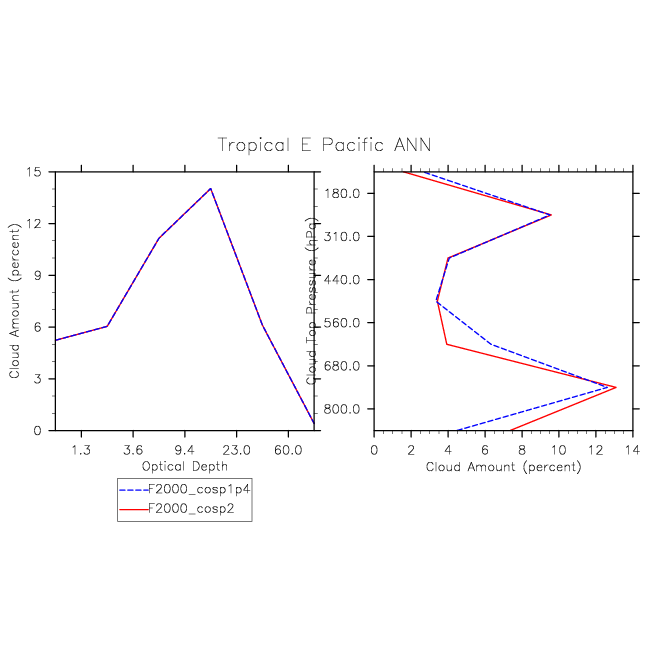 Tropical E Pacific ANN
Cloud Amount (percent)
15
12
9
6
3
0
1.3 3.6 9.4 23.0 60.0
Optical Depth
Cloud Top Pressure (hPa)
180.0
310.0
440.0
560.0
680.0
800.0
0 2 4 6 8 10 12 14
Cloud Amount (percent)
F2000_cosp1p4
F2000_cosp2